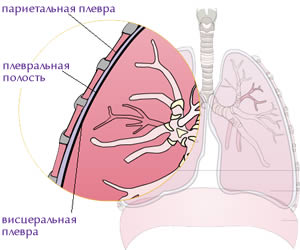 париетальная плевра
плевральная
полость
висцеральная
плевра